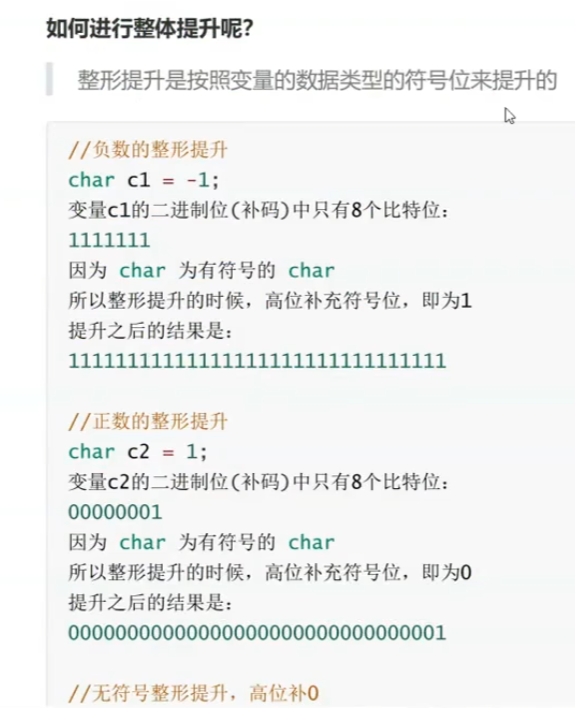 如何进行整体提升呢?
整形提升是按照变量的数据类型的符号位来提升的
//负数的整形提升
char c1 = -1;
变量c1的二进制位(补码)中只有8个比特位:
1111111
因为 char 为有符号的 char
所以整形提升的时候,高位补充符号位,即为1
提升之后的结果是:
11111111111111111111111111111111
//正数的整形提升
char c2 = 1;
变量c2的二进制位(补码)中只有8个比特位:
00000001
因为 char 为有符号的 char
所以整形提升的时候,高位补充符号位,即为0
提升之后的结果是:
00000000000000000000000000000001
//无符号整形提升,高位补0